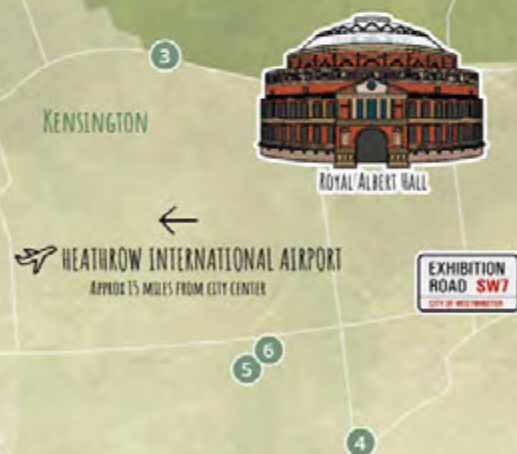 3
KENSINGTON
ROYAL ALBERT HALL
HEATHROW INTERNATIONAL AIRPORT
APPROX 15 MILES FROM CITY CENTER
EXHIBITION
ROAD SW7
CITY OF WESTMINSTER
6
5
4